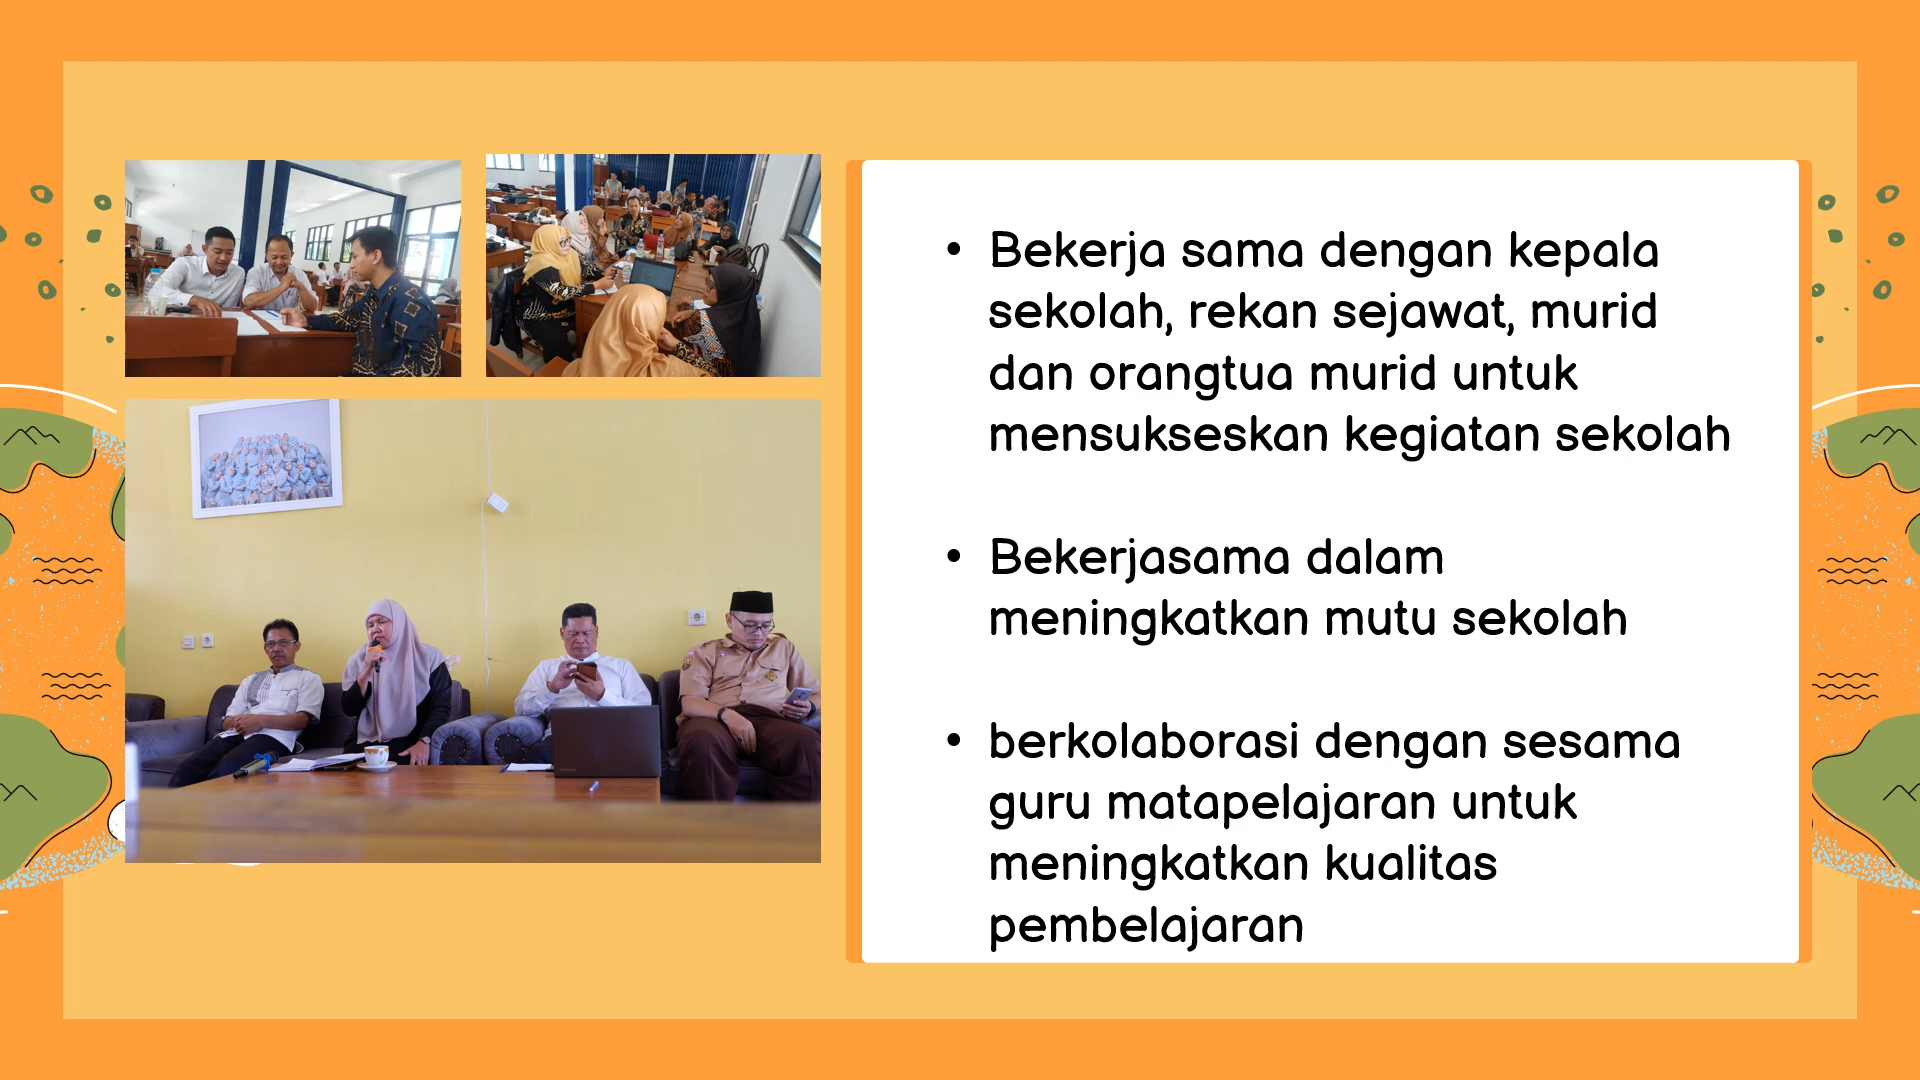 • Bekerja sama dengan kepala
sekolah, rekan sejawat, murid
dan orangtua murid untuk
mensukseskan kegiatan sekolah
• Bekerjasama dalam
meningkatkan mutu sekolah
• berkolaborasi dengan sesama
guru matapelajaran untuk
meningkatkan kualitas
pembelajaran